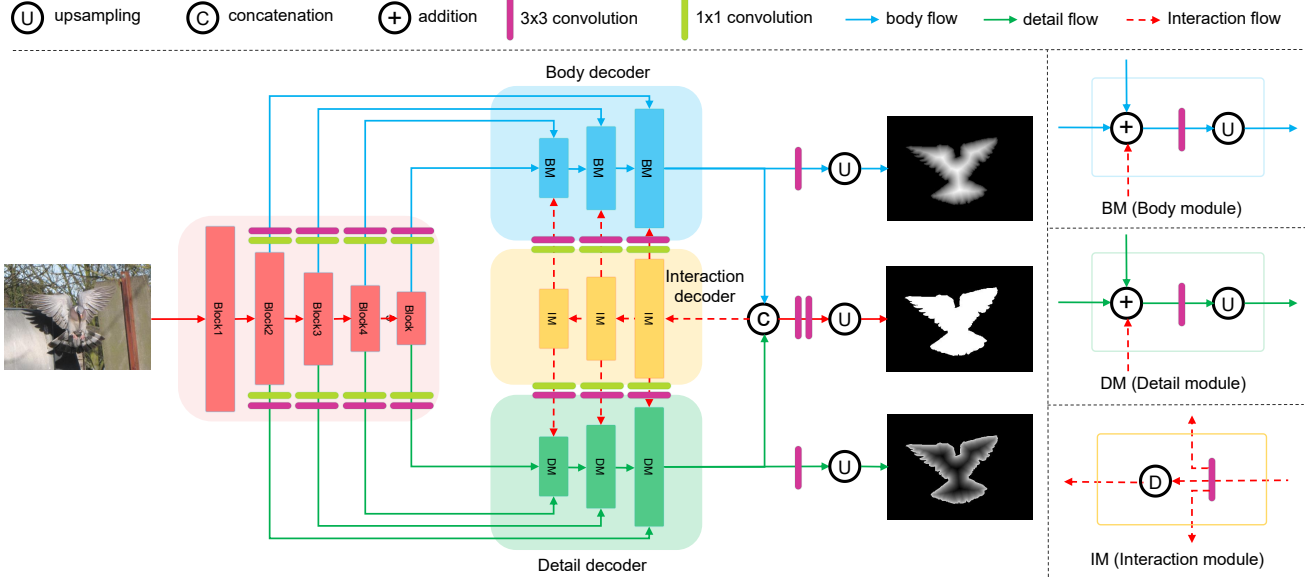 U upsampling C concatenation + addition 3x3 convolution 1x1 convolution body flow detail flow Interaction flow
Body decoder
BM BM BM U
Block1 Block2 Block3 Block4 Block
Interaction
decoder
IM IM IM C U
DM DM DM U
Detail decoder
+ U
BM (Body module)
+ U
DM (Detail module)
D
IM (Interaction module)